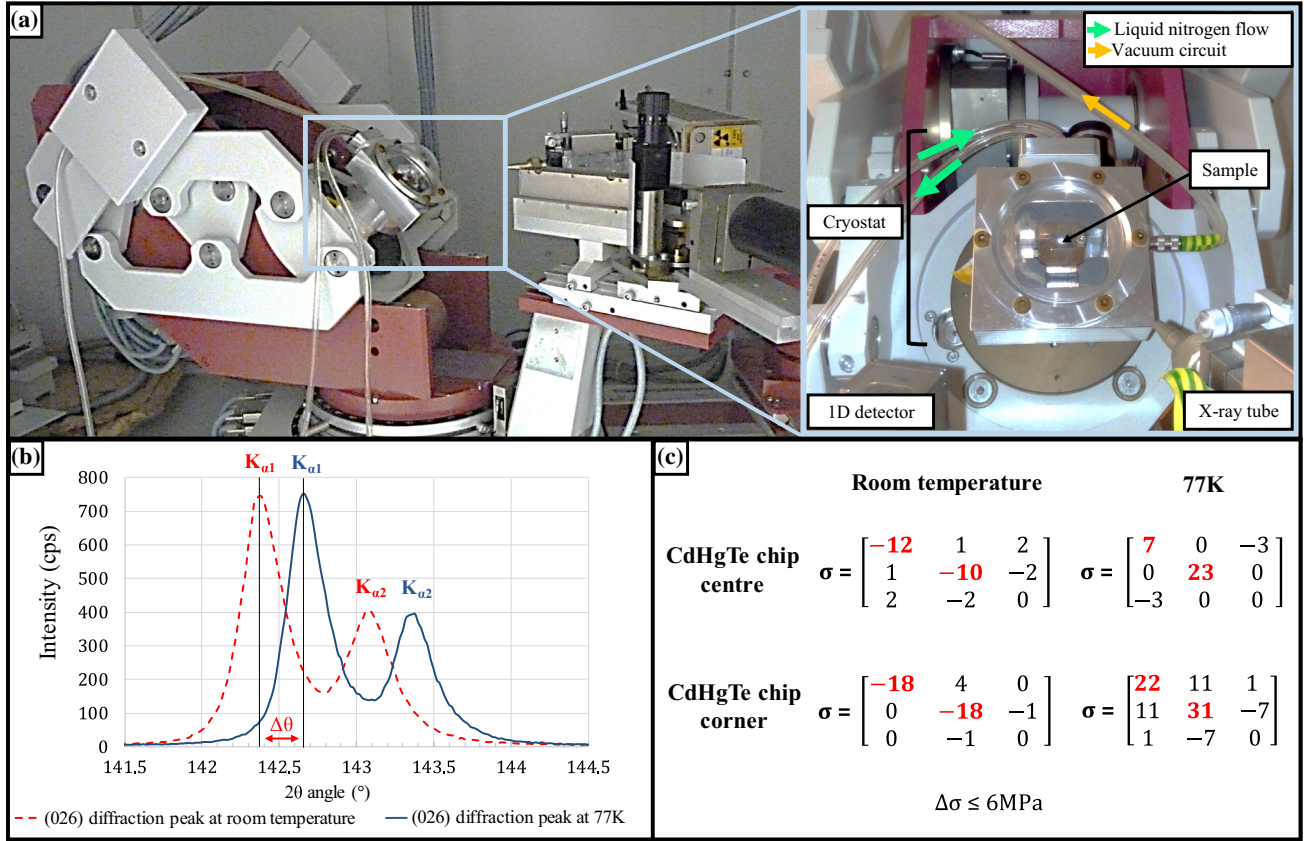 (a)
Liquid nitrogen flow
Vacuum circuit
Sample
Cryostat
1D detector
X-ray tube
(b)
Kα1 Kα1
Kα2 Kα2
Intensity (cps)
800
700
600
500
400
300
200
100
0
Δθ
141.5 142 142.5 143 143.5 144 144.5
2θ angle (°)
(026) diffraction peak at room temperature (026) diffraction peak at 77K
(c)
Room temperature 77K
CdHgTe chip centre
σ = [−12 1 2
1 −10 −2
2 −2 0]
σ = [7 0 −3
0 23 0
−3 0 0]
CdHgTe chip corner
σ = [−18 4 0
0 −18 −1
0 −1 0]
σ = [22 11 1
11 31 −7
1 −7 0]
Δσ ≤ 6MPa